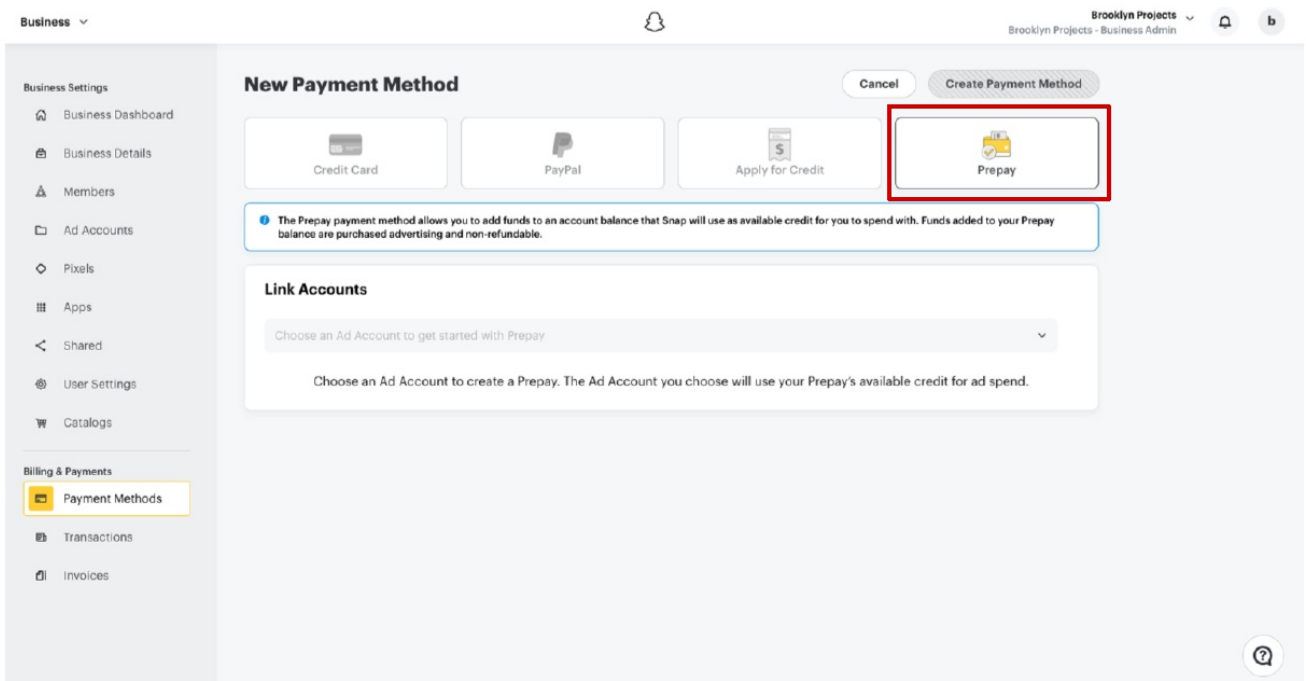 Business
Brooklyn Projects
Brooklyn Projects - Business Admin
b
Business Settings
Business Dashboard
Business Details
Members
Ad Accounts
Pixels
Apps
Shared
User Settings
Catalogs
Billing & Payments
Payment Methods
Transactions
Invoices
New Payment Method
Cancel
Create Payment Method
Credit Card
PayPal
Apply for Credit
Prepay
The Prepay payment method allows you to add funds to an account balance that Snap will use as available credit for you to spend with. Funds added to your Prepay
balance are purchased advertising and non-refundable.
Link Accounts
Choose an Ad Account to get started with Prepay
Choose an Ad Account to create a Prepay. The Ad Account you choose will use your Prepay's available credit for ad spend.